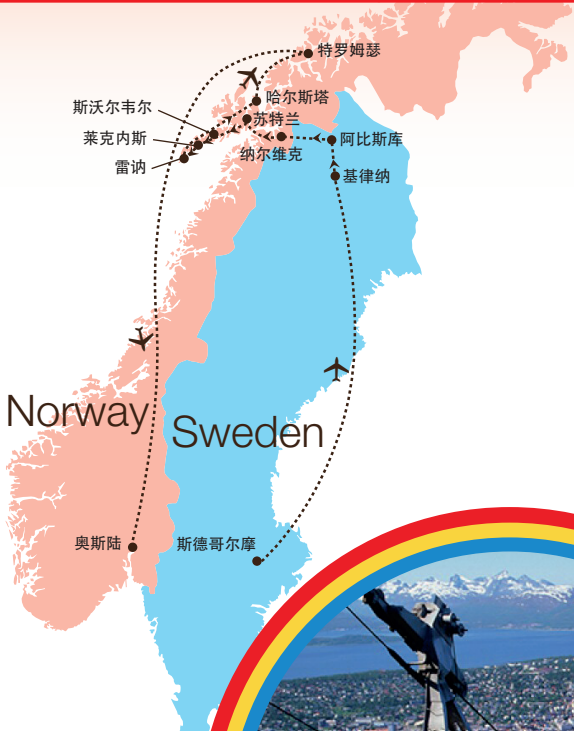 特罗姆瑟
哈尔斯塔
斯沃尔韦尔
苏特兰
莱克内斯
阿比斯库
纳尔维克
雷讷
基律纳
Norway
Sweden
奥斯陆
斯德哥尔摩